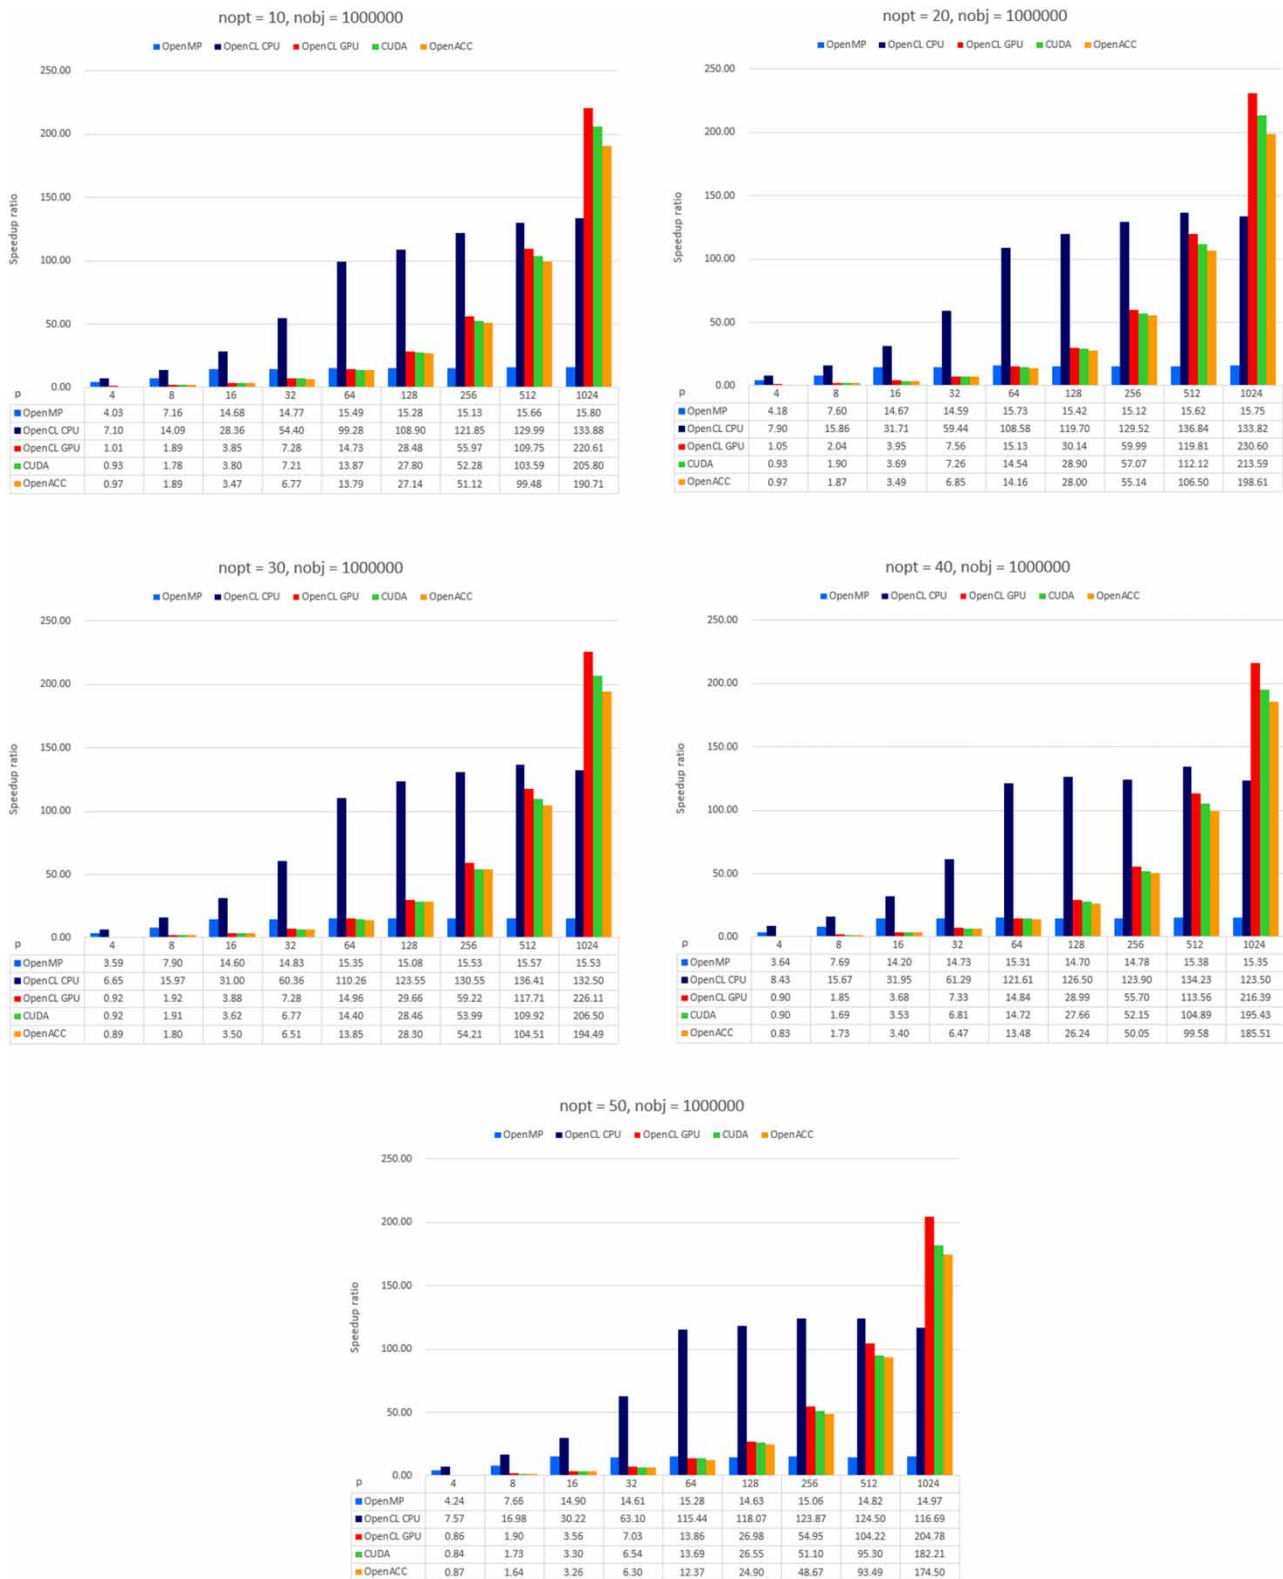 nopt = 10, nobj = 1000000
OpenMP OpenCL CPU OpenCL GPU CUDA OpenACC
250.00
200.00
150.00
100.00
50.00
0.00
Speedup ratio
p 4 8 16 32 64 128 256 512 1024
OpenMP 4.03 7.16 14.68 14.77 15.49 15.28 15.13 15.66 15.80
OpenCL CPU 7.10 14.09 28.36 54.40 99.28 108.90 121.85 129.99 133.88
OpenCL GPU 1.01 1.89 3.85 7.28 14.73 28.48 55.97 109.75 220.61
CUDA 0.93 1.78 3.80 7.21 13.87 27.80 52.28 103.59 205.80
OpenACC 0.97 1.89 3.47 6.77 13.79 27.14 51.12 99.48 190.71
nopt = 20, nobj = 1000000
OpenMP OpenCL CPU OpenCL GPU CUDA OpenACC
250.00
200.00
150.00
100.00
50.00
0.00
Speedup ratio
p 4 8 16 32 64 128 256 512 1024
OpenMP 4.18 7.60 14.67 14.59 15.73 15.42 15.12 15.62 15.75
OpenCL CPU 7.90 15.86 31.71 59.44 108.58 119.70 129.52 136.84 133.82
OpenCL GPU 1.05 2.04 3.95 7.56 15.13 30.14 59.99 119.81 230.60
CUDA 0.93 1.90 3.69 7.26 14.54 28.90 57.07 112.12 213.59
OpenACC 0.97 1.87 3.49 6.85 14.16 28.00 55.14 106.50 198.61
nopt = 30, nobj = 1000000
OpenMP OpenCL CPU OpenCL GPU CUDA OpenACC
250.00
200.00
150.00
100.00
50.00
0.00
Speedup ratio
p 4 8 16 32 64 128 256 512 1024
OpenMP 3.59 7.90 14.60 14.83 15.35 15.08 15.53 15.57 15.53
OpenCL CPU 6.65 15.97 31.00 60.36 110.26 123.55 130.55 136.41 132.50
OpenCL GPU 0.92 1.92 3.88 7.28 14.96 29.66 59.22 117.71 226.11
CUDA 0.92 1.91 3.62 6.77 14.40 28.46 53.99 109.92 206.50
OpenACC 0.89 1.80 3.50 6.51 13.85 28.30 54.21 104.51 194.49
nopt = 40, nobj = 1000000
OpenMP OpenCL CPU OpenCL GPU CUDA OpenACC
250.00
200.00
150.00
100.00
50.00
0.00
Speedup ratio
p 4 8 16 32 64 128 256 512 1024
OpenMP 3.64 7.69 14.20 14.73 15.31 14.70 14.78 15.38 15.35
OpenCL CPU 8.43 15.67 31.95 61.29 121.61 126.50 123.90 134.23 123.50
OpenCL GPU 0.90 1.85 3.68 7.33 14.84 28.99 55.70 113.56 216.39
CUDA 0.90 1.69 3.53 6.81 14.72 27.66 52.15 104.89 195.43
OpenACC 0.83 1.73 3.40 6.47 13.48 26.24 50.05 99.58 185.51
nopt = 50, nobj = 1000000
OpenMP OpenCL CPU OpenCL GPU CUDA OpenACC
250.00
200.00
150.00
100.00
50.00
0.00
Speedup ratio
p 4 8 16 32 64 128 256 512 1024
OpenMP 4.24 7.66 14.90 14.61 15.28 14.63 15.06 14.82 14.97
OpenCL CPU 7.57 16.98 30.22 63.10 115.44 118.07 123.87 124.50 116.69
OpenCL GPU 0.86 1.90 3.56 7.03 13.86 26.98 54.95 104.22 204.78
CUDA 0.84 1.73 3.30 6.54 13.69 26.55 51.10 95.30 182.21
OpenACC 0.87 1.64 3.26 6.30 12.37 24.90 48.67 93.49 174.50